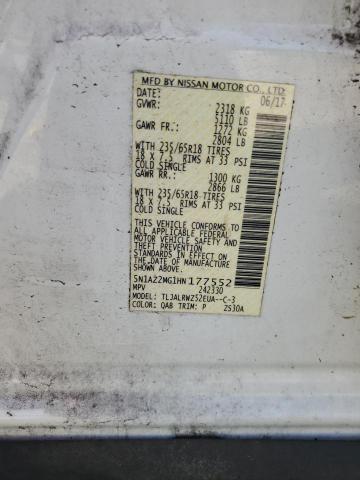 MFD BY NISSAN MOTOR CO., LTD.
DATE: 06/17
GVWR: 2318 KG
5110 LB
GAWR FR.: 1272 KG
2804 LB
WITH 235/65R18 TIRES
18 X 7.5 RIMS AT 33 PSI
COLD SINGLE
GAWR RR.: 1300 KG
2866 LB
WITH 235/65R18 TIRES
18 X 7.5 RIMS AT 33 PSI
COLD SINGLE
THIS VEHICLE CONFORMS TO
ALL APPLICABLE FEDERAL
MOTOR VEHICLE SAFETY
STANDARDS IN EFFECT ON
THE DATE OF MANUFACTURE
SHOWN ABOVE.
5N1AZ2MG1HN177552
MPV 242330
MODEL: TLJALRWZ52EUA--C-3
COLOR: QAB TRIM: P ZS30A